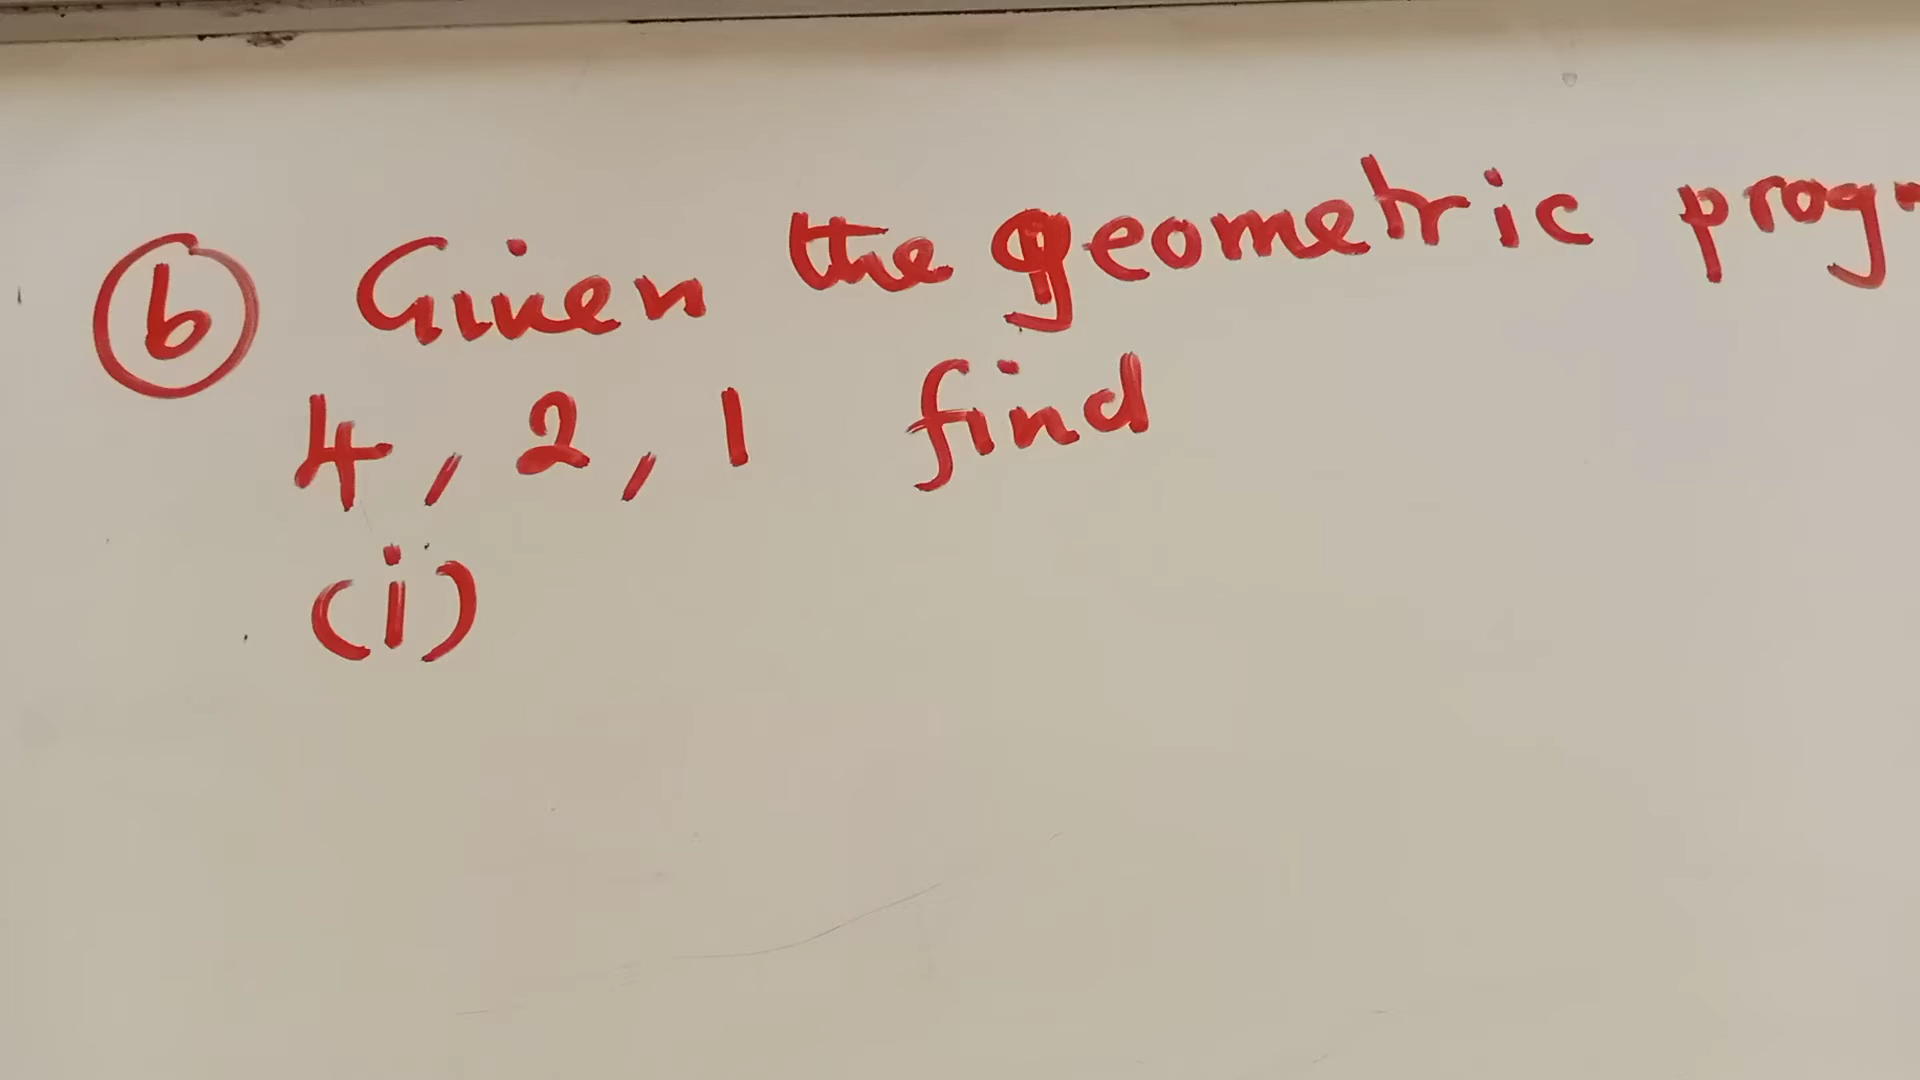 b Given the geometric prog
4, 2, 1 find
(i)